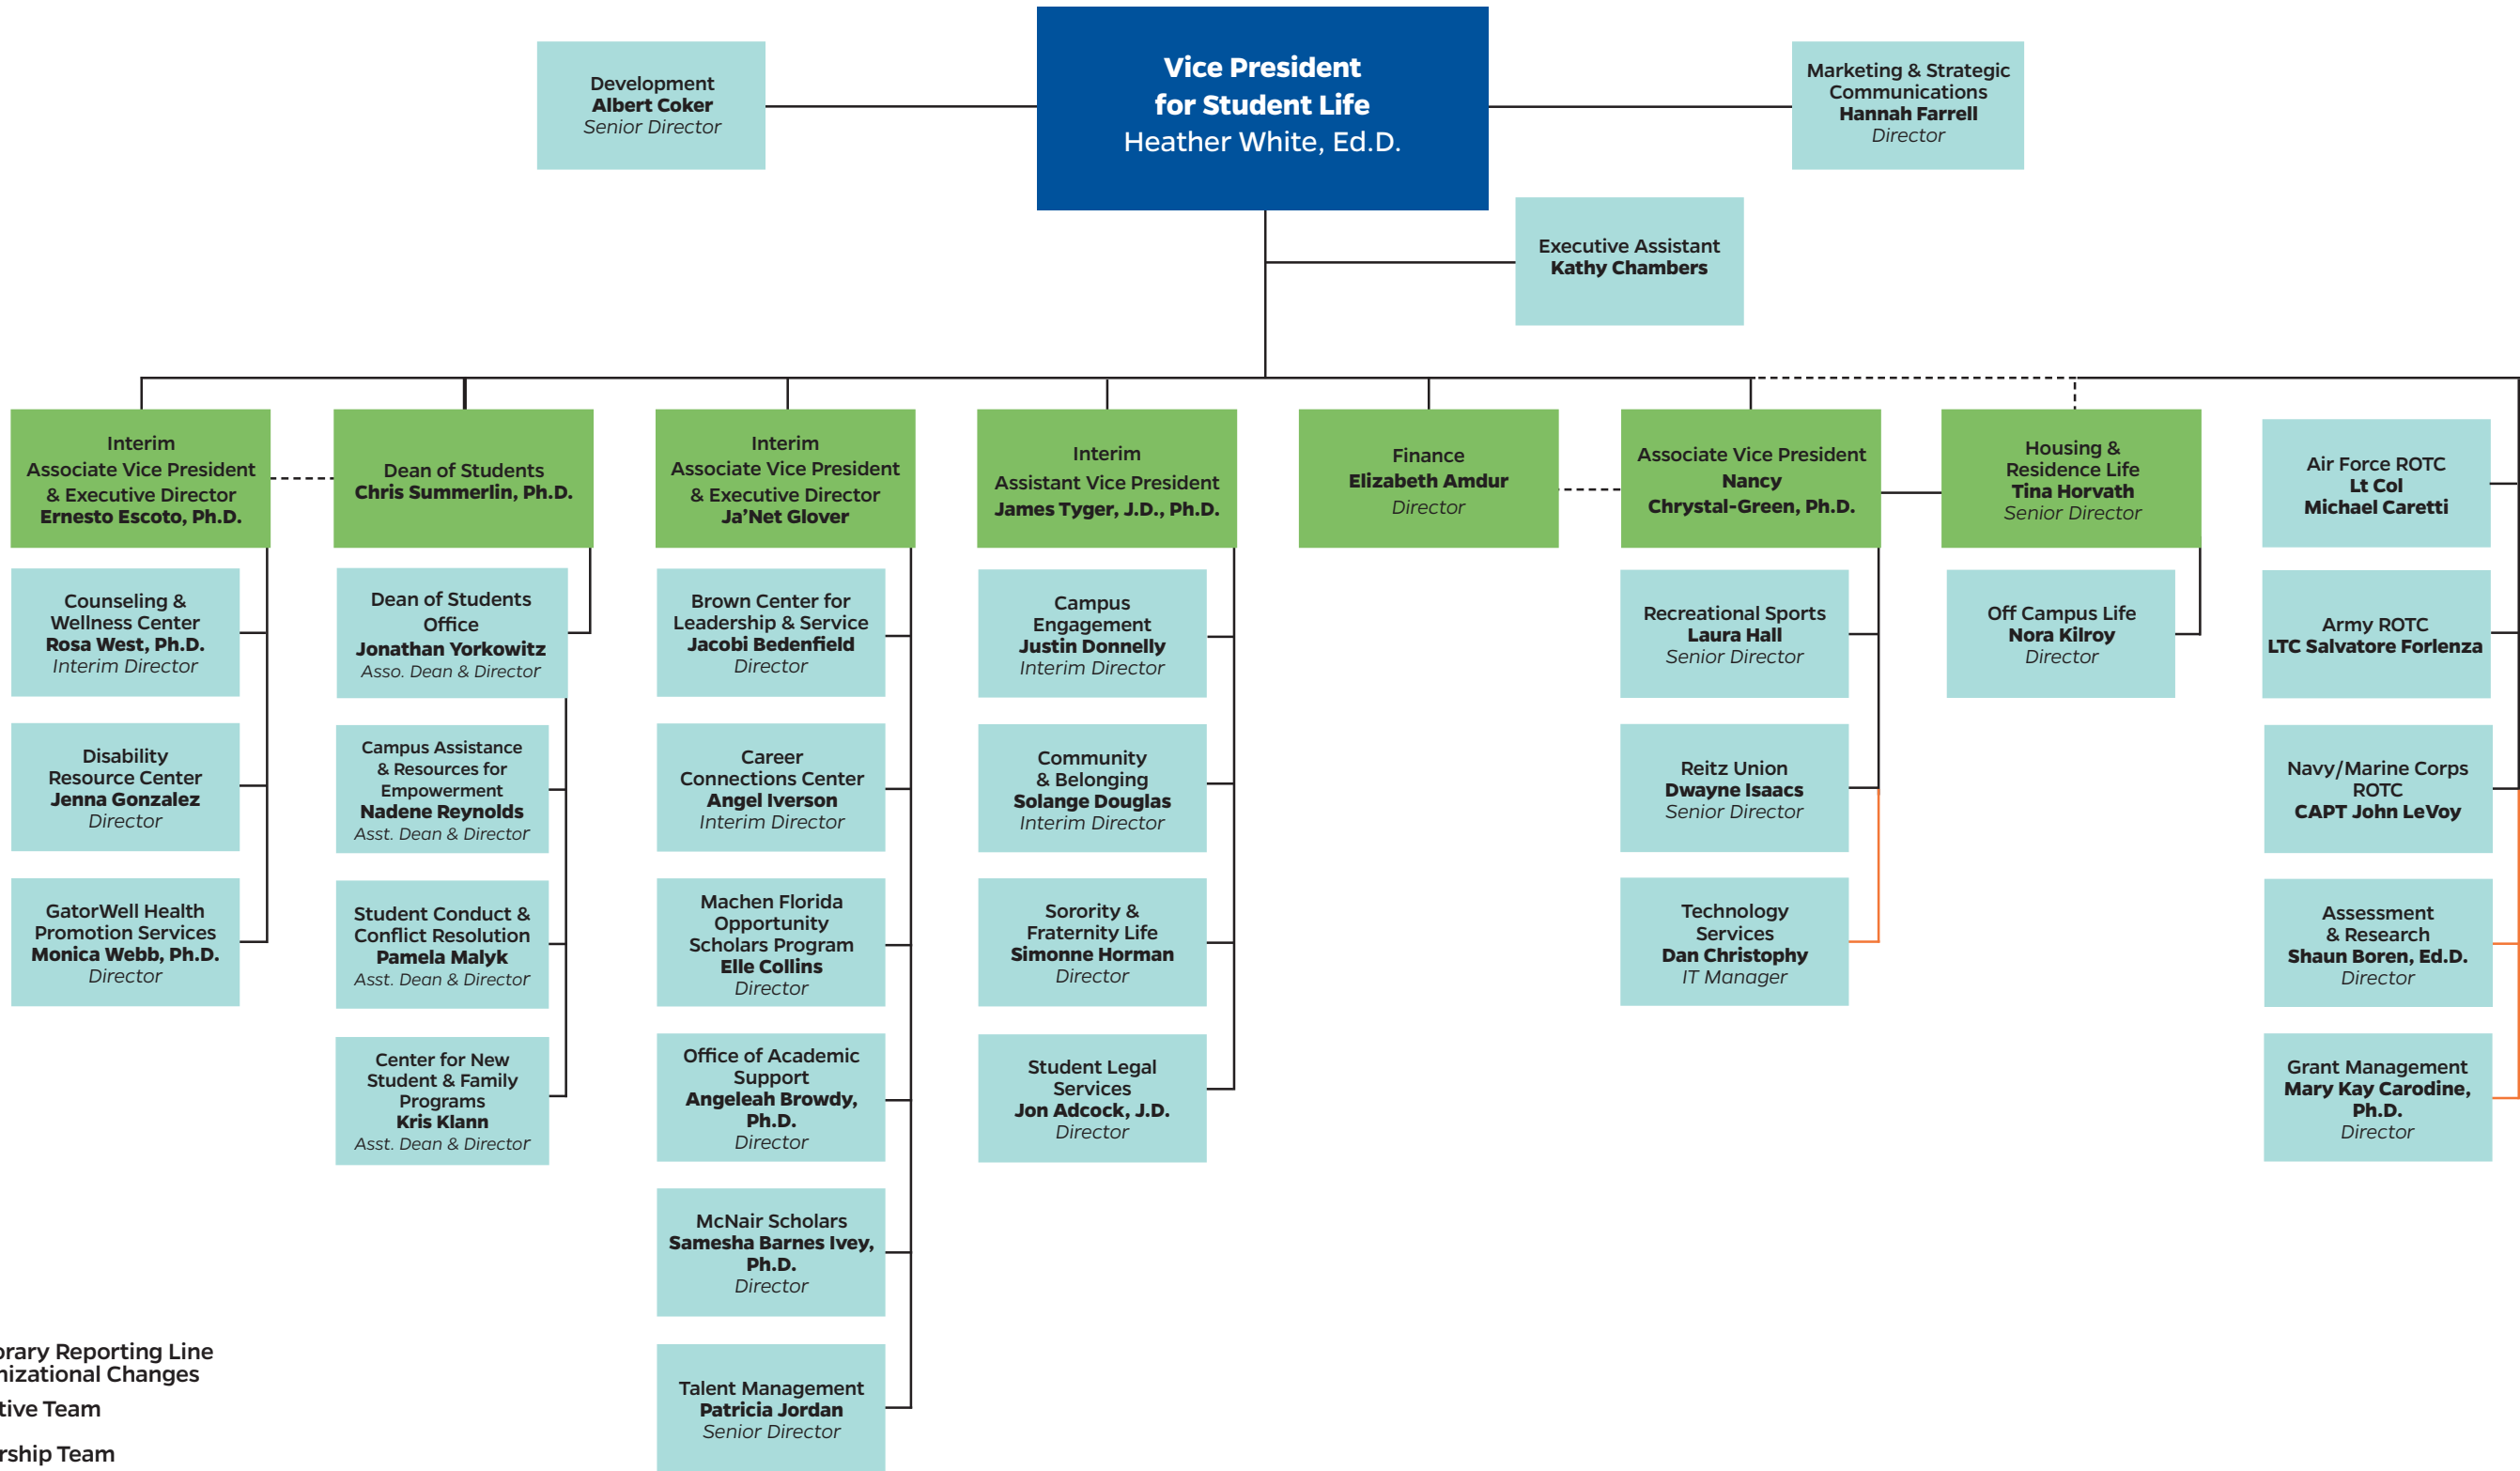 Vice President
for Student Life
Heather White, Ed.D.
Development
Albert Coker
Senior Director
Marketing & Strategic
Communications
Hannah Farrell
Director
Executive Assistant
Kathy Chambers
Interim
Associate Vice President
& Executive Director
Ernesto Escoto, Ph.D.
Counseling &
Wellness Center
Rosa West, Ph.D.
Interim Director
Disability
Resource Center
Jenna Gonzalez
Director
GatorWell Health
Promotion Services
Monica Webb, Ph.D.
Director
Dean of Students
Chris Summerlin, Ph.D.
Dean of Students
Office
Jonathan Yorkowitz
Asso. Dean & Director
Campus Assistance
& Resources for
Empowerment
Nadene Reynolds
Asst. Dean & Director
Student Conduct &
Conflict Resolution
Pamela Malyk
Asst. Dean & Director
Center for New
Student & Family
Programs
Kris Klann
Asst. Dean & Director
Interim
Associate Vice President
& Executive Director
Ja’Net Glover
Brown Center for
Leadership & Service
Jacobi Bedenfield
Director
Career
Connections Center
Angel Iverson
Interim Director
Machen Florida
Opportunity
Scholars Program
Elle Collins
Director
Office of Academic
Support
Angeleah Browdy,
Ph.D.
Director
McNair Scholars
Samesha Barnes Ivey,
Ph.D.
Director
Talent Management
Patricia Jordan
Senior Director
Interim
Assistant Vice President
James Tyger, J.D., Ph.D.
Campus
Engagement
Justin Donnelly
Interim Director
Community
& Belonging
Solange Douglas
Interim Director
Sorority &
Fraternity Life
Simonne Horman
Director
Student Legal
Services
Jon Adcock, J.D.
Director
Finance
Elizabeth Amdur
Director
Associate Vice President
Nancy
Chrystal-Green, Ph.D.
Recreational Sports
Laura Hall
Senior Director
Reitz Union
Dwayne Isaacs
Senior Director
Technology
Services
Dan Christophy
IT Manager
Housing &
Residence Life
Tina Horvath
Senior Director
Off Campus Life
Nora Kilroy
Director
Air Force ROTC
Lt Col
Michael Caretti
Army ROTC
LTC Salvatore Forlenza
Navy/Marine Corps
ROTC
CAPT John LeVoy
Assessment
& Research
Shaun Boren, Ed.D.
Director
Grant Management
Mary Kay Carodine,
Ph.D.
Director
orary Reporting Line
nizational Changes
tive Team
rship Team